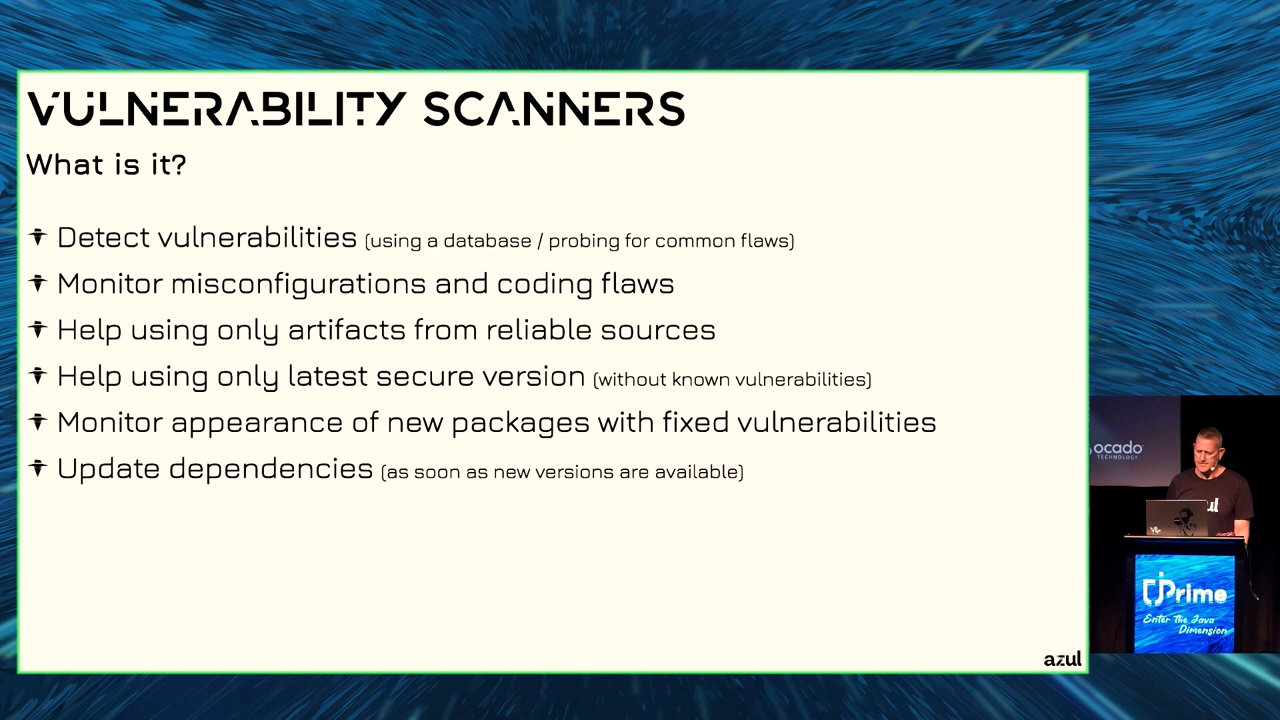 VULNERABILITY SCANNERS
What is it?
Detect vulnerabilities (using a database / probing for common flaws)
Monitor misconfigurations and coding flaws
Help using only artifacts from reliable sources
Help using only latest secure version (without known vulnerabilities)
Monitor appearance of new packages with fixed vulnerabilities
Update dependencies (as soon as new versions are available)
azul
ocado
TECHNOLOGY
ul
jPrime
Enter The Java
Dimension